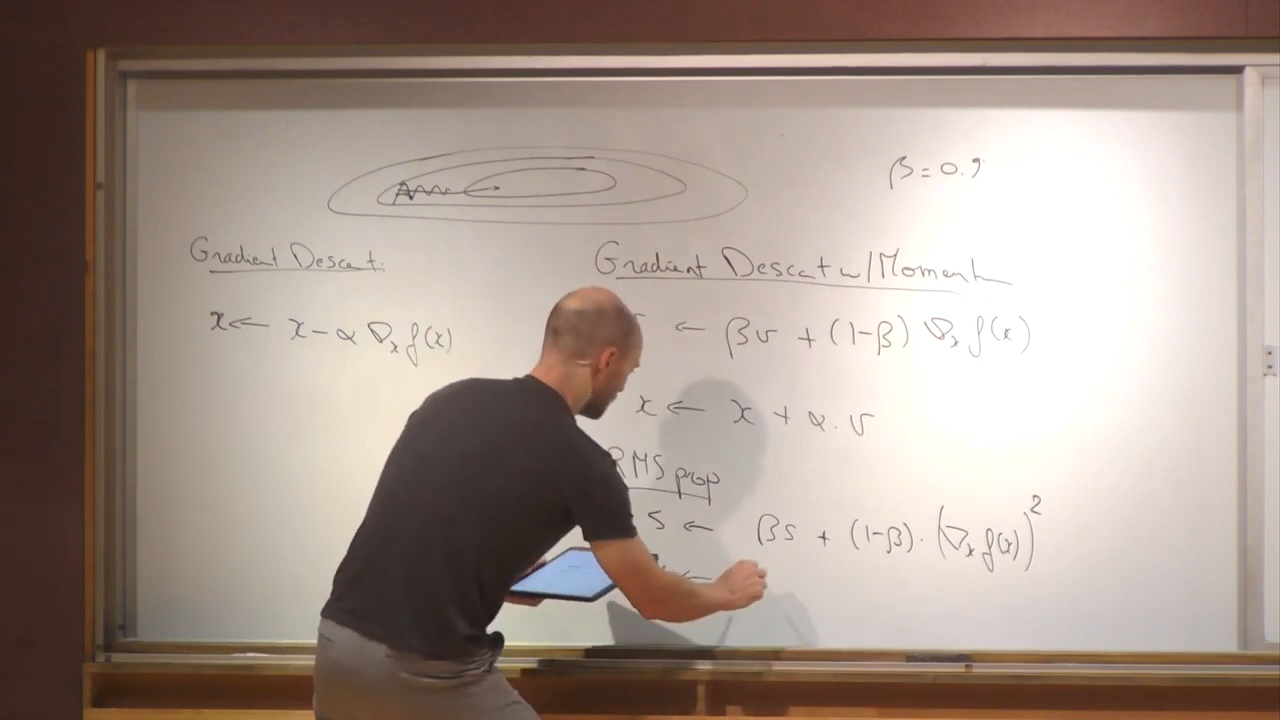 β = 0.9
Gradient Descent:
x ← x - α ∇ₓ f(x)
Gradient Descent w/ Momentum
← βv + (1-β) ∇ₓ f(x)
x ← x + α . v
RMS prop
s ← βs + (1-β) . (∇ₓ f(x))²
←